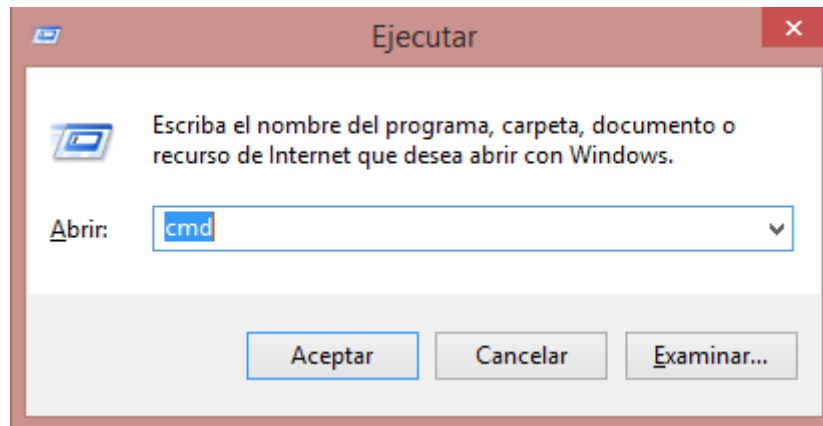 Ejecutar
Escriba el nombre del programa, carpeta, documento o
recurso de Internet que desea abrir con Windows.
Abrir: cmd
Aceptar Cancelar Examinar...